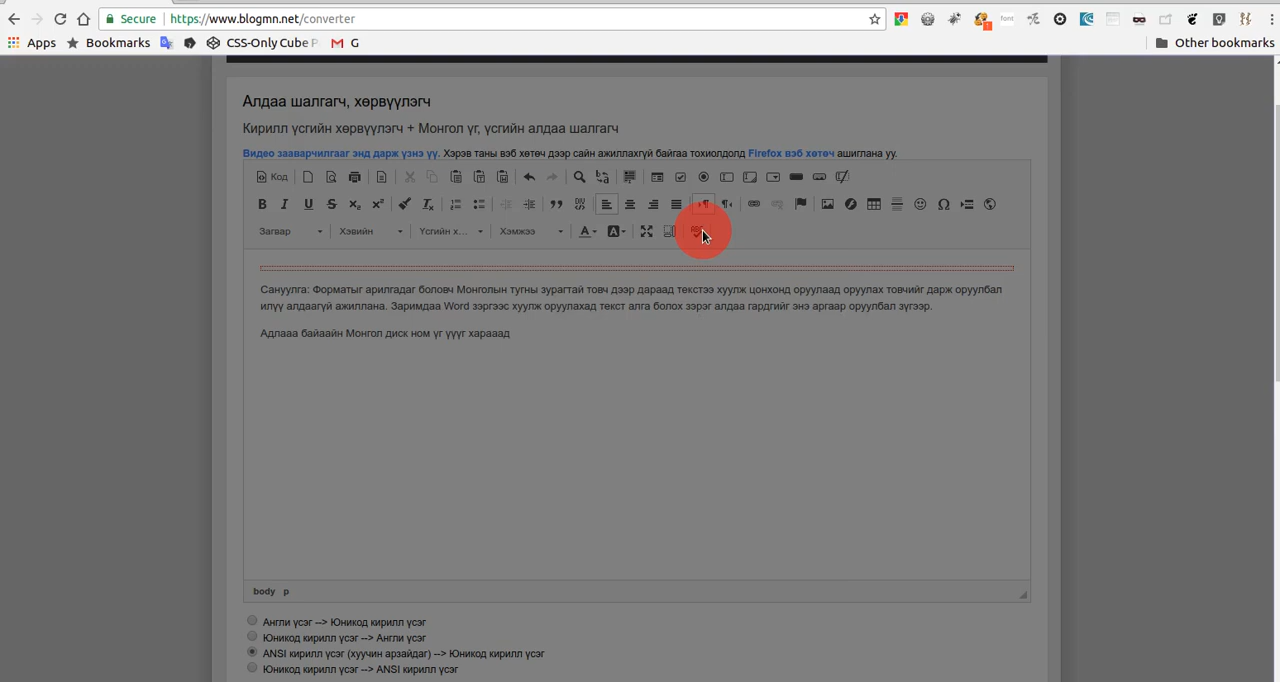 Secure https://www.blogmn.net/converter
Apps Bookmarks CSS-Only Cube P G Other bookmarks
Алдаа шалгагч, хөрвүүлэгч
Кирилл үсгийн хөрвүүлэгч + Монгол үг, үсгийн алдаа шалгагч
Видео зааварчилгааг энд дарж үзнэ үү. Хэрэв таны вэб хөтөч дээр сайн ажиллахгүй байгаа тохиолдолд Firefox вэб хөтөч ашиглана уу.
Код
Загвар Хэвийн Үсгийн х... Хэмжээ
Сануулга: Форматыг арилгадаг боловч Монголын тугны зурагтай товч дээр дараад текстээ хуулж цонхонд оруулаад оруулах товчийг дарж оруулбал
илүү алдаагүй ажиллана. Заримдаа Word зэргээс хуулж оруулахад текст алга болох зэрэг алдаа гардгийг энэ аргаар оруулбал зүгээр.
Адлааа байаайн Монгол диск ном үг үүүг харааад
body p
Англи үсэг --> Юникод кирилл үсэг
Юникод кирилл үсэг --> Англи үсэг
ANSI кирилл үсэг (хуучин арзайдаг) --> Юникод кирилл үсэг
Юникод кирилл үсэг --> ANSI кирилл үсэг